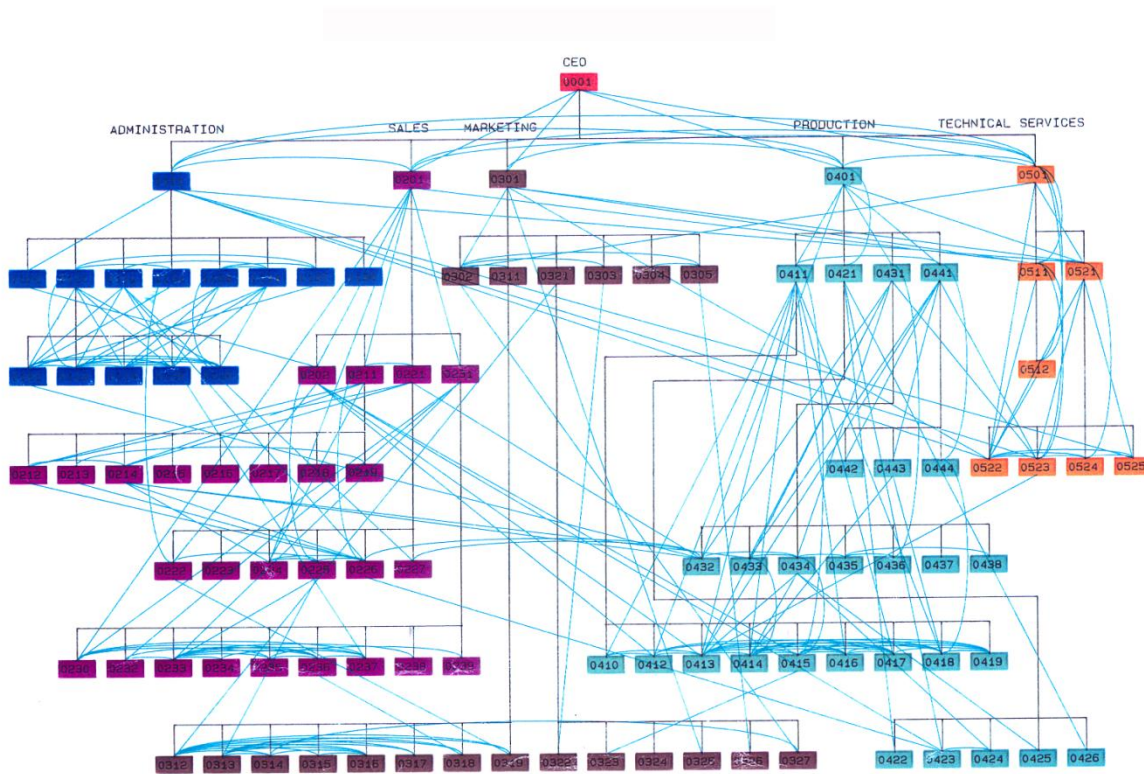 CEO
0001
ADMINISTRATION SALES MARKETING PRODUCTION TECHNICAL SERVICES
0201 0301 0401 0501
0302 0311 0321 0303 0304 0305 0411 0421 0431 0441 0511 0521
0202 0211 0221 0231 0512
0212 0213 0214 0215 0216 0217 0218 0219 0442 0443 0444 0522 0523 0524 0525
0222 0223 0224 0225 0226 0227 0432 0433 0434 0435 0436 0437 0438
0230 0232 0233 0234 0235 0236 0237 0238 0239 0410 0412 0413 0414 0415 0416 0417 0418 0419
0312 0313 0314 0315 0316 0317 0318 0319 0322 0323 0324 0325 0326 0327 0422 0423 0424 0425 0426